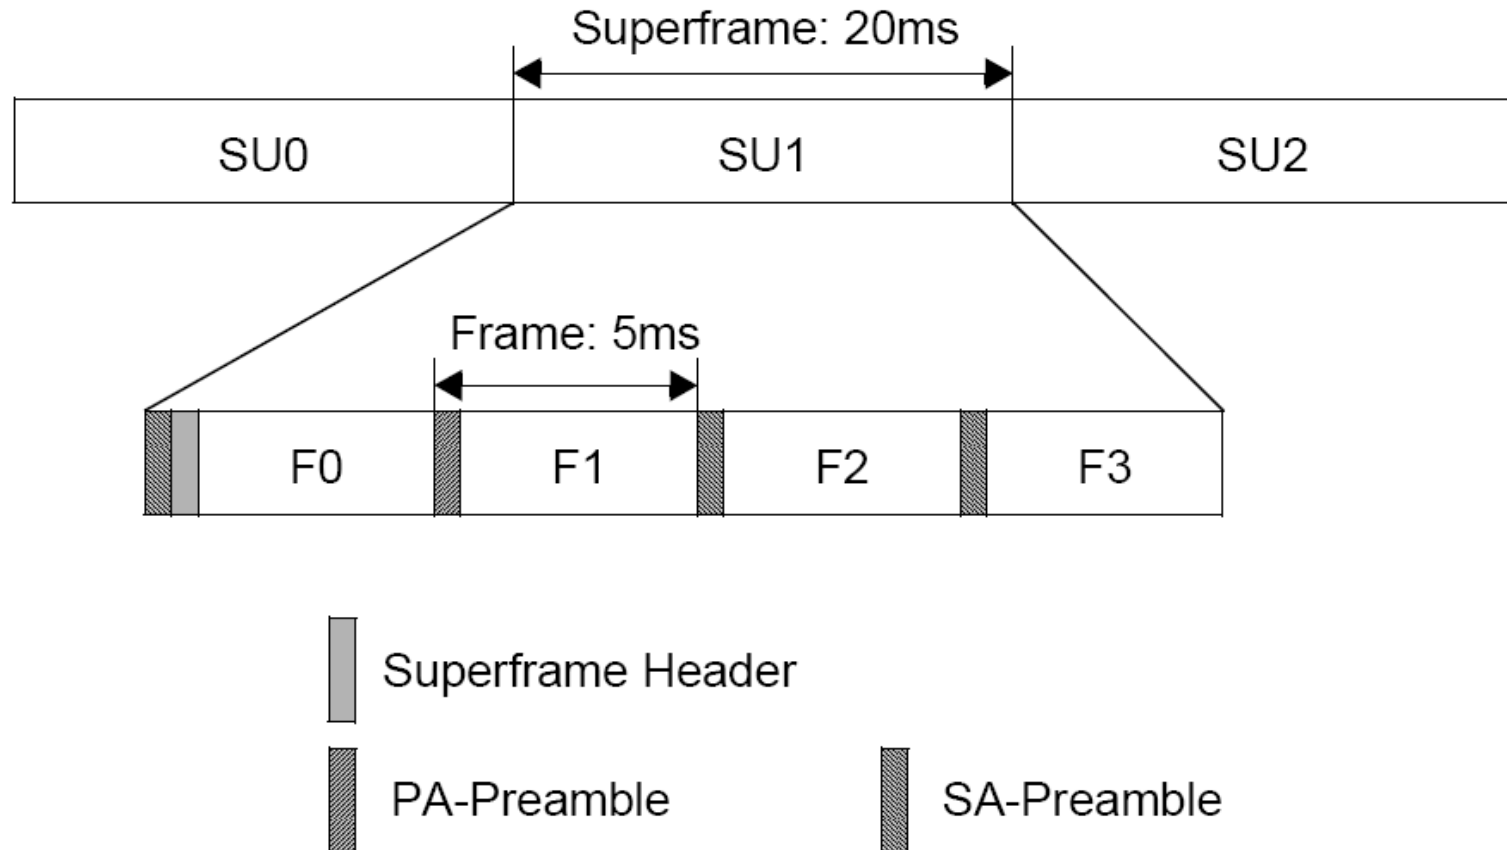 Superframe: 20ms
SU0 SU1 SU2
Frame: 5ms
F0 F1 F2 F3
Superframe Header
PA-Preamble SA-Preamble